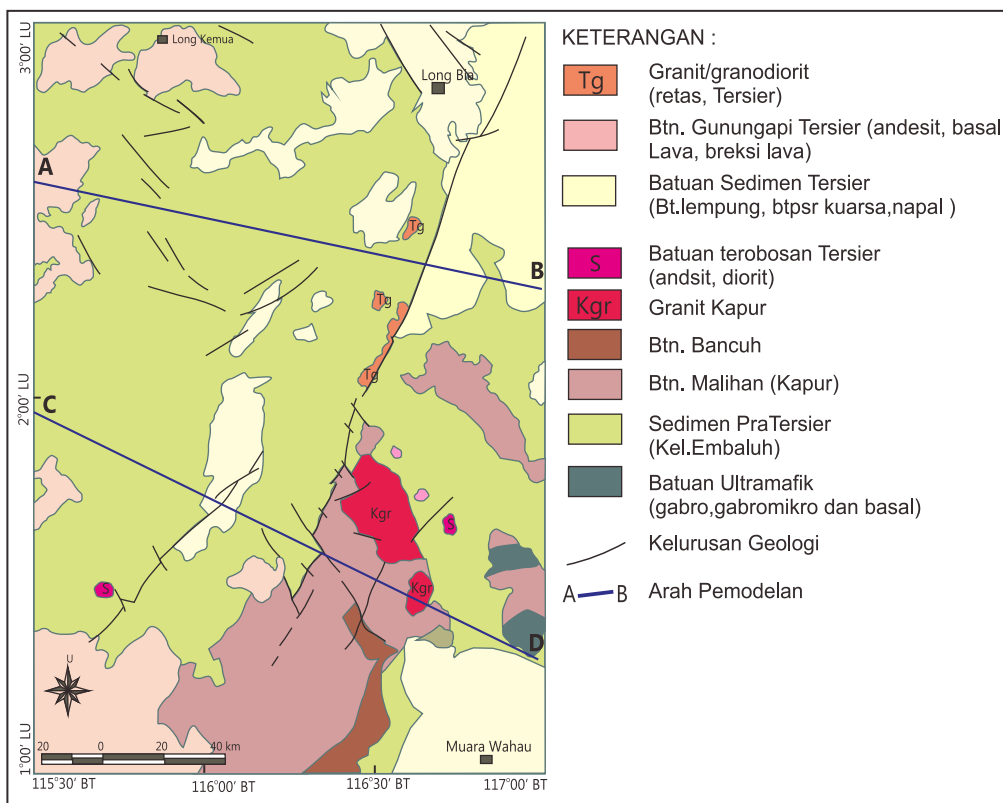 3°00' LU
Long Kemua
Long Bia
A
Tg
B
Tg
2°00' LU
C
Tg
Kgr
S
S
Kgr
D
U
20 0 20 40 km
Muara Wahau
1°00' LU
115°30' BT
116°00' BT
116°30' BT
117°00' BT
KETERANGAN :
Tg Granit/granodiorit
(retas, Tersier)
Btn. Gunungapi Tersier (andesit, basal
Lava, breksi lava)
Batuan Sedimen Tersier
(Bt.lempung, btpsr kuarsa,napal )
S Batuan terobosan Tersier
(andsit, diorit)
Kgr Granit Kapur
Btn. Bancuh
Btn. Malihan (Kapur)
Sedimen PraTersier
(Kel.Embaluh)
Batuan Ultramafik
(gabro,gabromikro dan basal)
Kelurusan Geologi
A B Arah Pemodelan